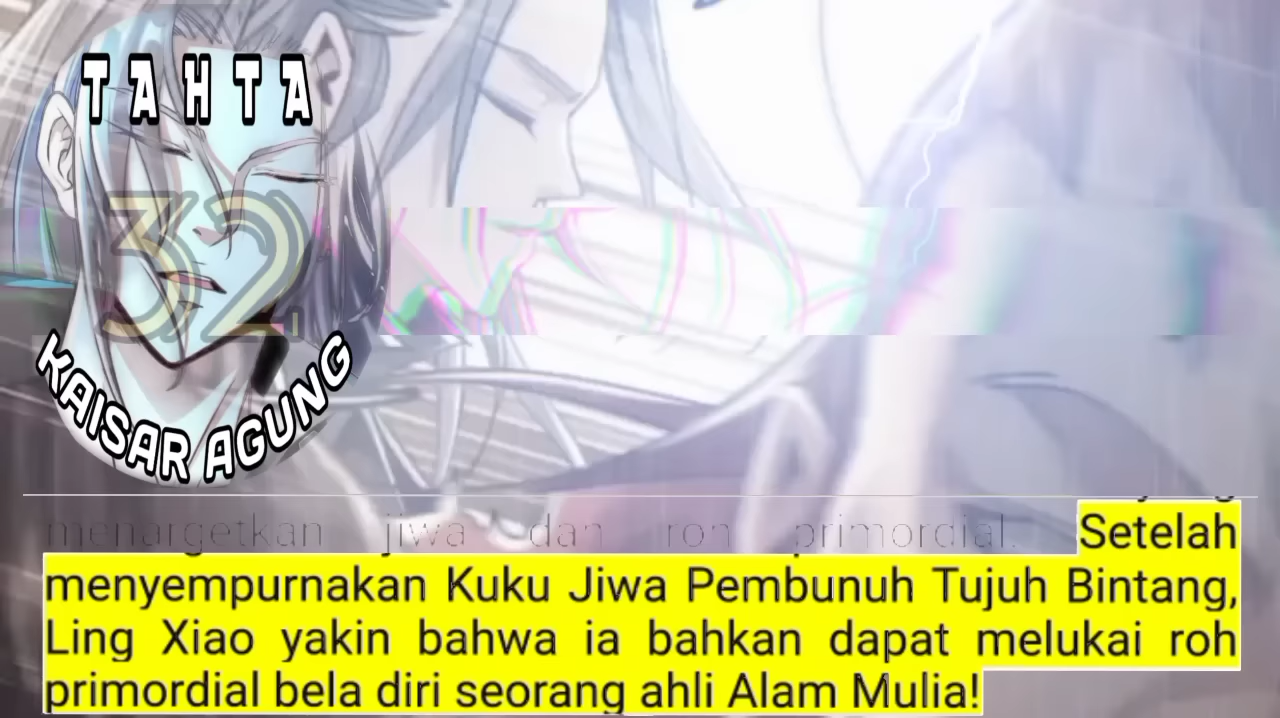 TAHTA
32.
KAISAR AGUNG
menargetkan jiwa dan roh primordial. Setelah
menyempurnakan Kuku Jiwa Pembunuh Tujuh Bintang,
Ling Xiao yakin bahwa ia bahkan dapat melukai roh
primordial bela diri seorang ahli Alam Mulia!